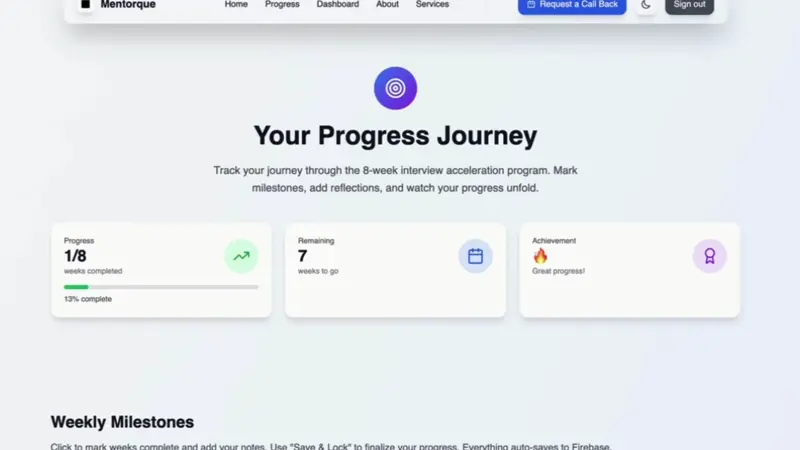 Mentorque
Home Progress Dashboard About Services
Request a Call Back
Sign out
Your Progress Journey
Track your journey through the 8-week interview acceleration program. Mark
milestones, add reflections, and watch your progress unfold.
Progress
1/8
weeks completed
13% complete
Remaining
7
weeks to go
Achievement
🔥
Great progress!
Weekly Milestones
Click to mark weeks complete and add your notes. Use "Save & Lock" to finalize your progress. Everything auto-saves to Firebase.